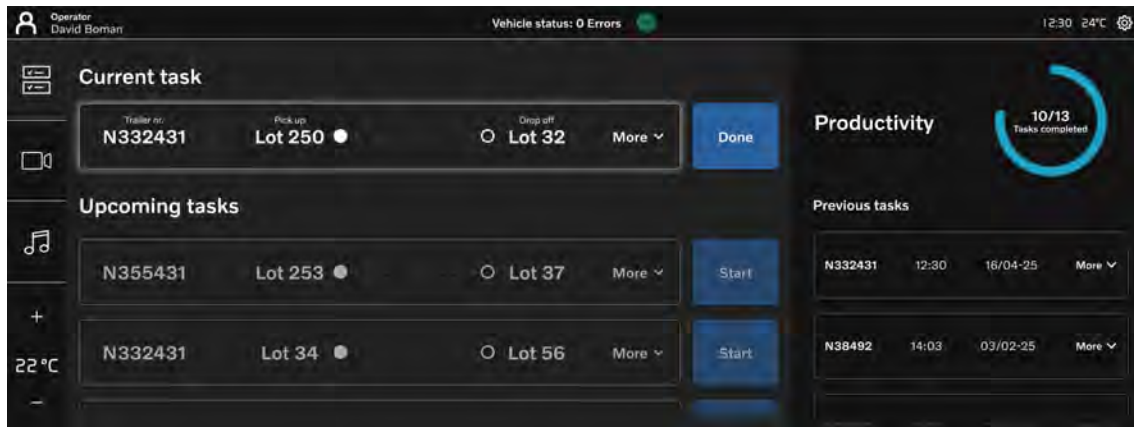 Operator
David Boman
Vehicle status: 0 Errors
12:30 24°C
Current task
Trailer nr. Pick up Drop off
N332431 Lot 250 Lot 32 More Done
Upcoming tasks
N355431 Lot 253 Lot 37 More Start
N332431 Lot 34 Lot 56 More Start
+
22°C
−
Productivity
10/13
Tasks completed
Previous tasks
N332431 12:30 16/04-25 More
N38492 14:03 03/02-25 More